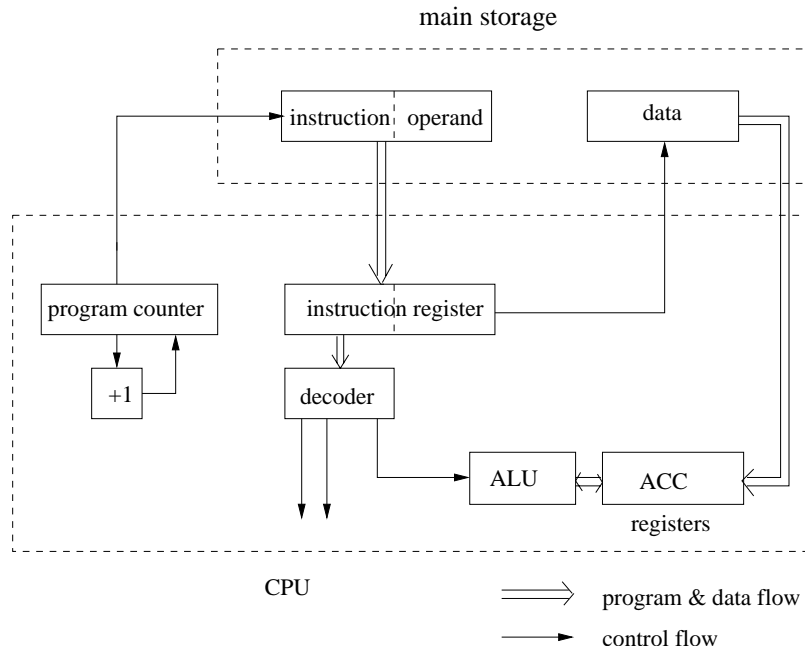 main storage
instruction operand
data
program counter
instruction register
+1
decoder
ALU
ACC
registers
CPU
program & data flow
control flow